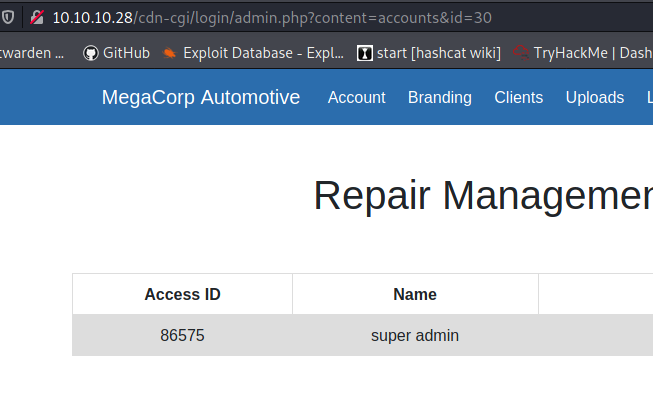 10.10.10.28/cdn-cgi/login/admin.php?content=accounts&id=30
twarden ... GitHub Exploit Database - Expl... start [hashcat wiki] TryHackMe | Dash
MegaCorp Automotive Account Branding Clients Uploads L
Repair Managemen
Access ID Name
86575 super admin